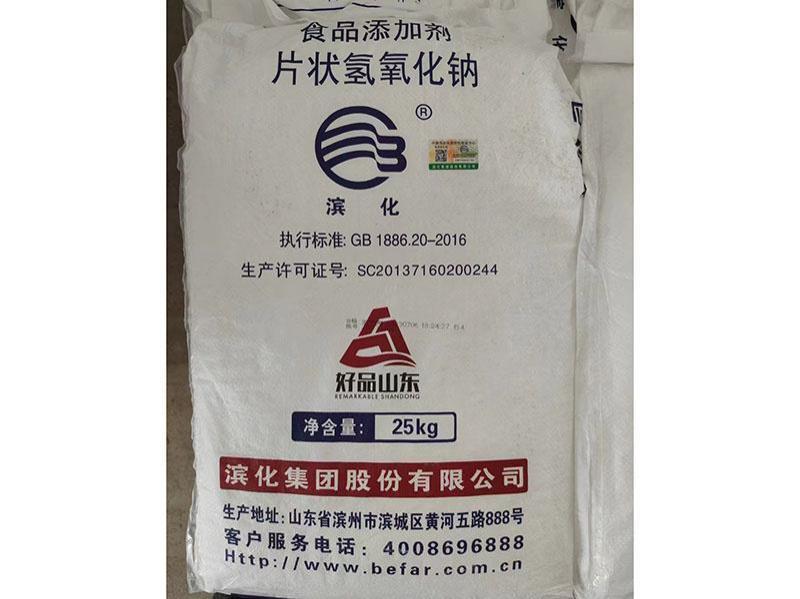 食品添加剂
片状氢氧化钠
®
滨化
执行标准: GB 1886.20-2016
生产许可证号: SC20137160200244
18:24:27
好品山东
REMARKABLE SHANDONG
净含量: 25kg
滨化集团股份有限公司
生产地址:山东省滨州市滨城区黄河五路888号
客户服务电话: 4008696888
Http://www.befar.com.cn